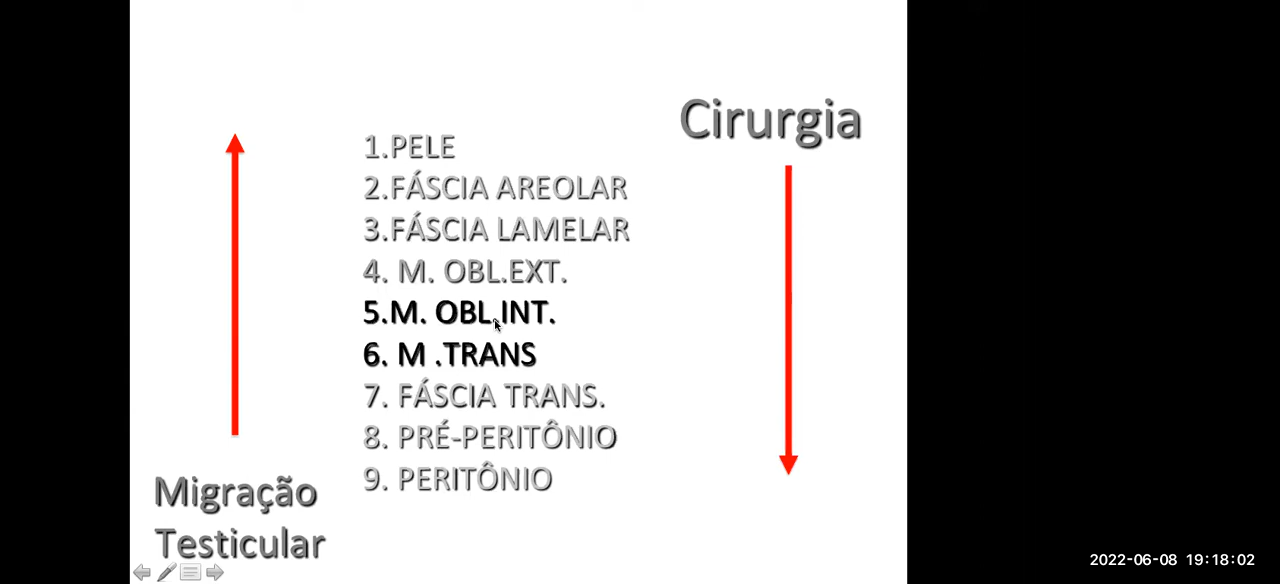 Cirurgia
1.PELE
2.FÁSCIA AREOLAR
3.FÁSCIA LAMELAR
4. M. OBL.EXT.
5.M. OBL.INT.
6. M .TRANS
7. FÁSCIA TRANS.
8. PRÉ-PERITÔNIO
9. PERITÔNIO
Migração
Testicular
2022-06-08 19:18:02